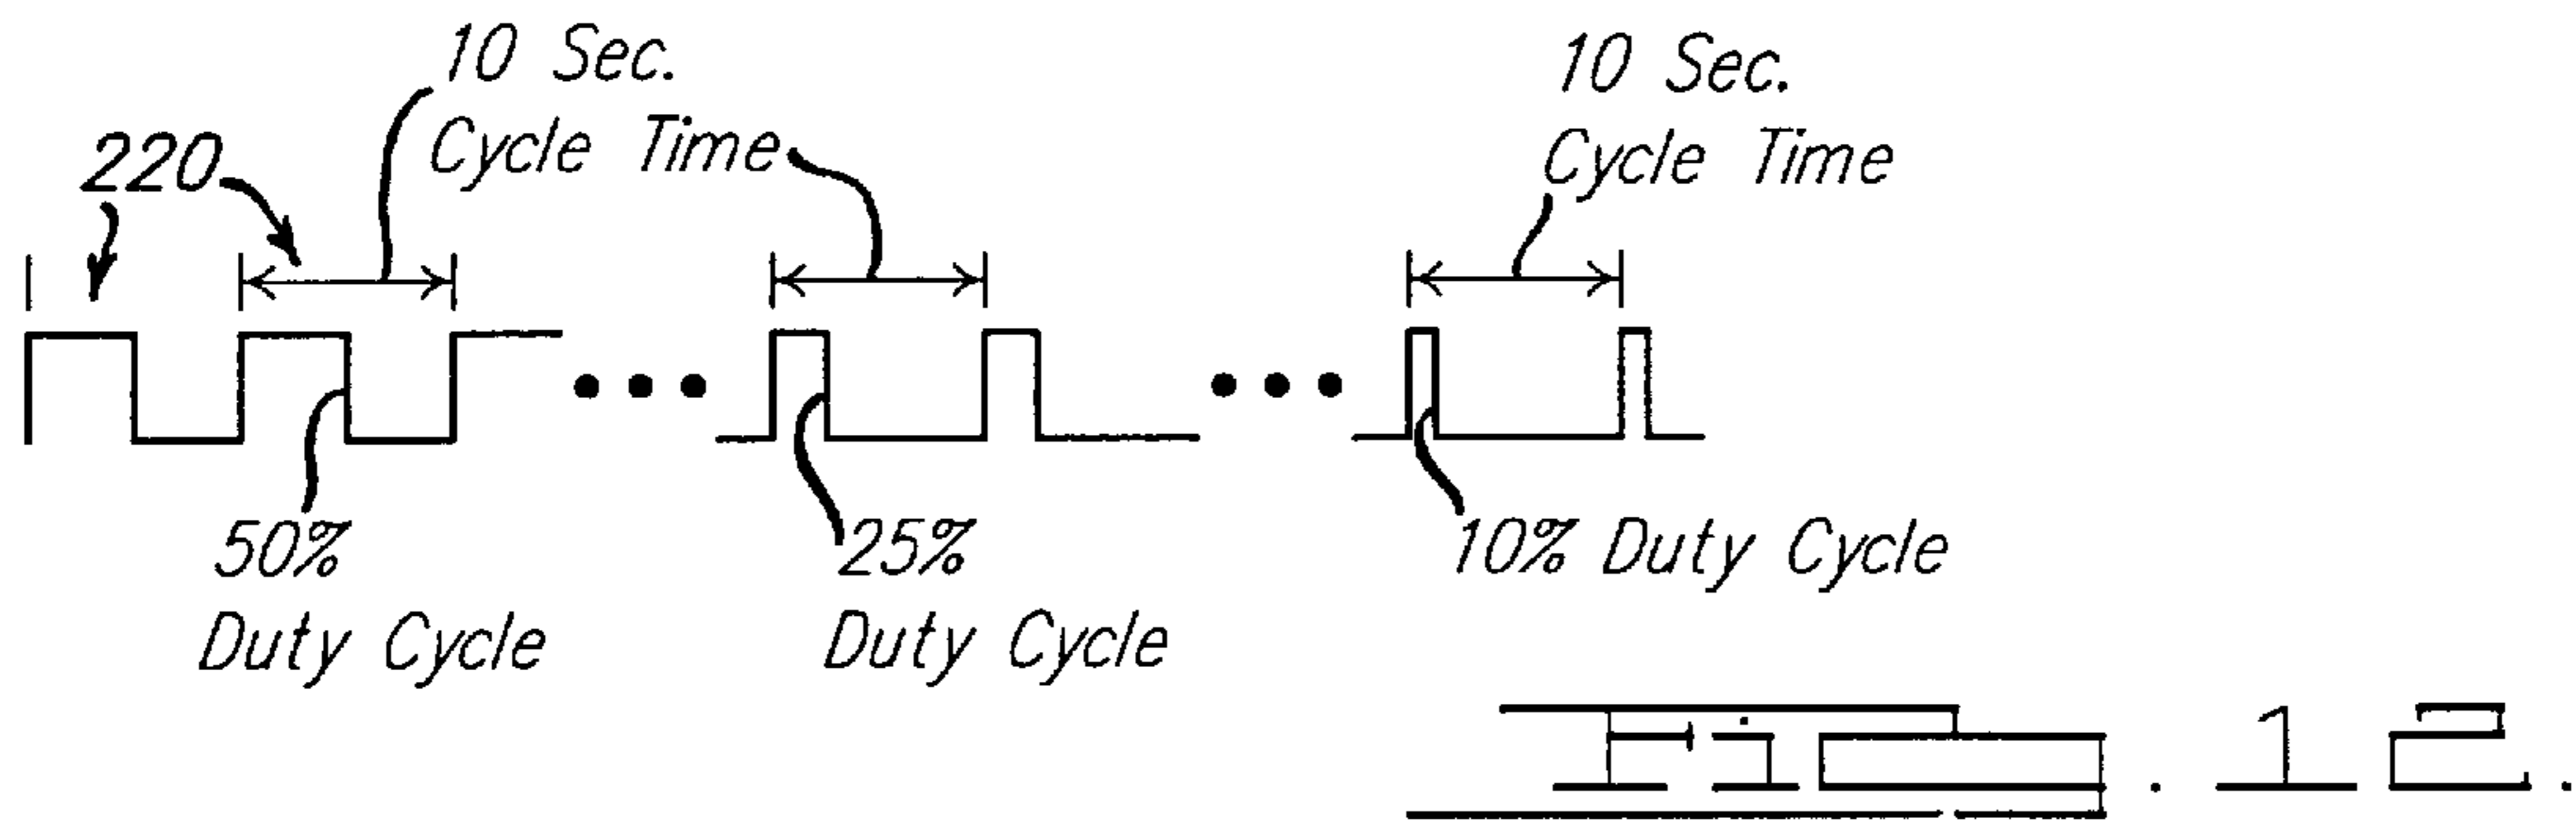 10 Sec.
Cycle Time
10 Sec.
Cycle Time
220
50%
Duty Cycle
25%
Duty Cycle
10% Duty Cycle
Fig. 12.